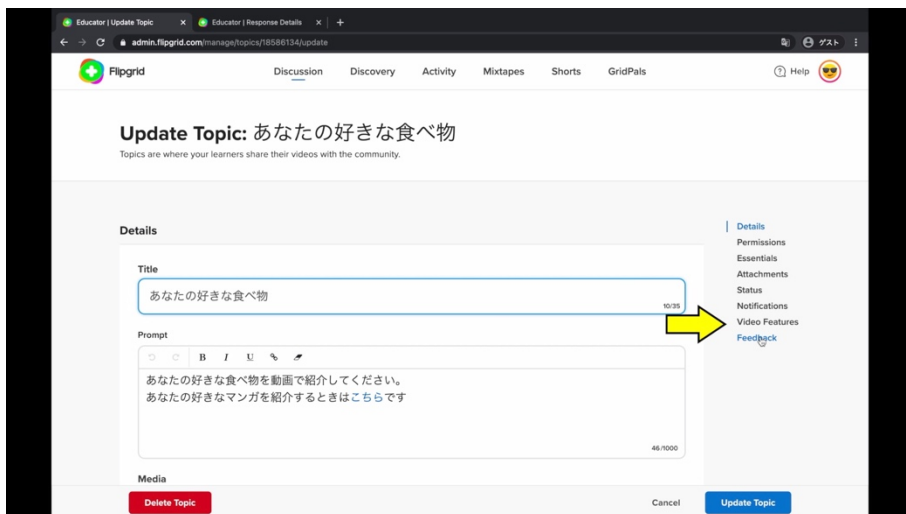 Educator | Update Topic
Educator | Response Details
admin.flipgrid.com/manage/topics/18586134/update
ゲスト
Flipgrid
Discussion
Discovery
Activity
Mixtapes
Shorts
GridPals
Help
Update Topic: あなたの好きな食べ物
Topics are where your learners share their videos with the community.
Details
Title
あなたの好きな食べ物
10/35
Prompt
B I U
あなたの好きな食べ物を動画で紹介してください。
あなたの好きなマンガを紹介するときはこちらです
46/1000
Media
Details
Permissions
Essentials
Attachments
Status
Notifications
Video Features
Feedback
Delete Topic
Cancel
Update Topic